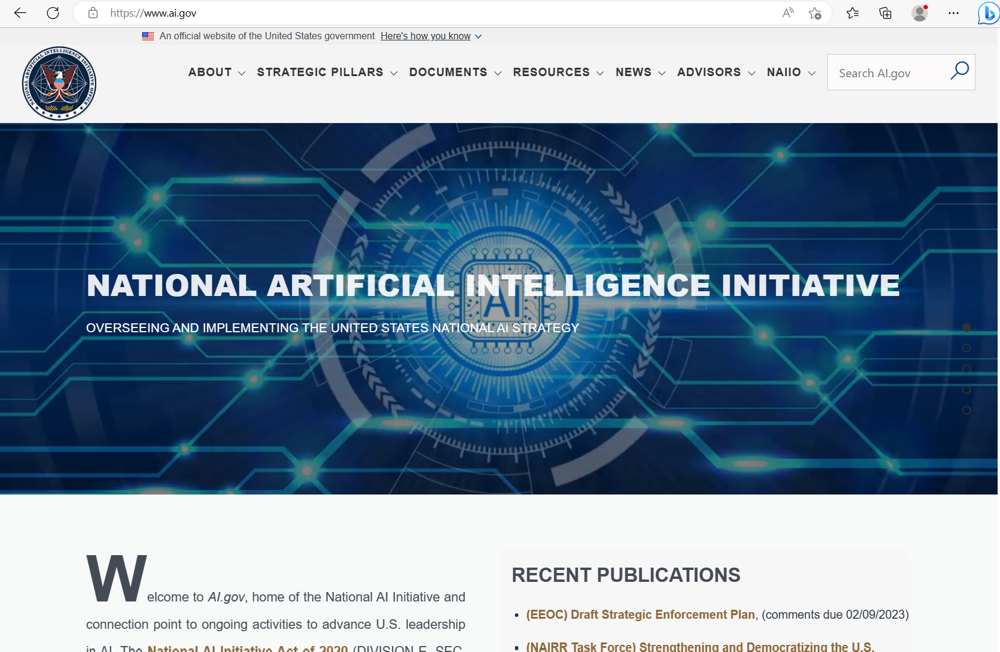 https://www.ai.gov
An official website of the United States government Here's how you know
NATIONAL ARTIFICIAL INTELLIGENCE INITIATIVE OFFICE
ABOUT STRATEGIC PILLARS DOCUMENTS RESOURCES NEWS ADVISORS NAIIO
Search AI.gov
AI
NATIONAL ARTIFICIAL INTELLIGENCE INITIATIVE
OVERSEEING AND IMPLEMENTING THE UNITED STATES NATIONAL AI STRATEGY
Welcome to AI.gov, home of the National AI Initiative and
connection point to ongoing activities to advance U.S. leadership
in AI. The National AI Initiative Act of 2020 (DIVISION E, SEC.
RECENT PUBLICATIONS
• (EEOC) Draft Strategic Enforcement Plan, (comments due 02/09/2023)
• (NAIRR Task Force) Strengthening and Democratizing the U.S.